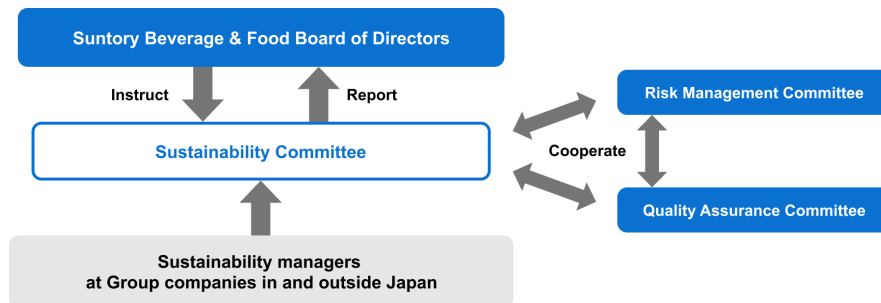 Suntory Beverage & Food Board of Directors
Instruct
Report
Sustainability Committee
Risk Management Committee
Cooperate
Quality Assurance Committee
Sustainability managers
at Group companies in and outside Japan